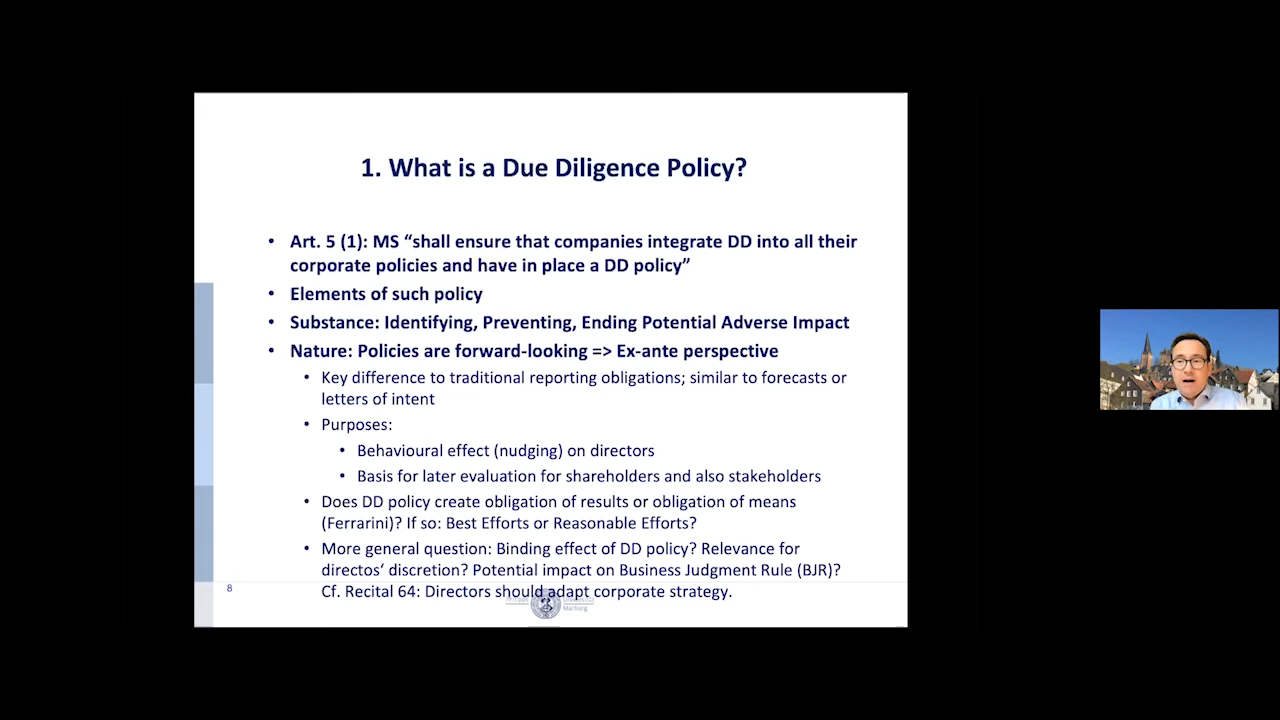 1. What is a Due Diligence Policy?
• Art. 5 (1): MS “shall ensure that companies integrate DD into all their
corporate policies and have in place a DD policy”
• Elements of such policy
• Substance: Identifying, Preventing, Ending Potential Adverse Impact
• Nature: Policies are forward-looking => Ex-ante perspective
• Key difference to traditional reporting obligations; similar to forecasts or
letters of intent
• Purposes:
• Behavioural effect (nudging) on directors
• Basis for later evaluation for shareholders and also stakeholders
• Does DD policy create obligation of results or obligation of means
(Ferrarini)? If so: Best Efforts or Reasonable Efforts?
• More general question: Binding effect of DD policy? Relevance for
directos‘ discretion? Potential impact on Business Judgment Rule (BJR)?
Cf. Recital 64: Directors should adapt corporate strategy.
8
Marburg